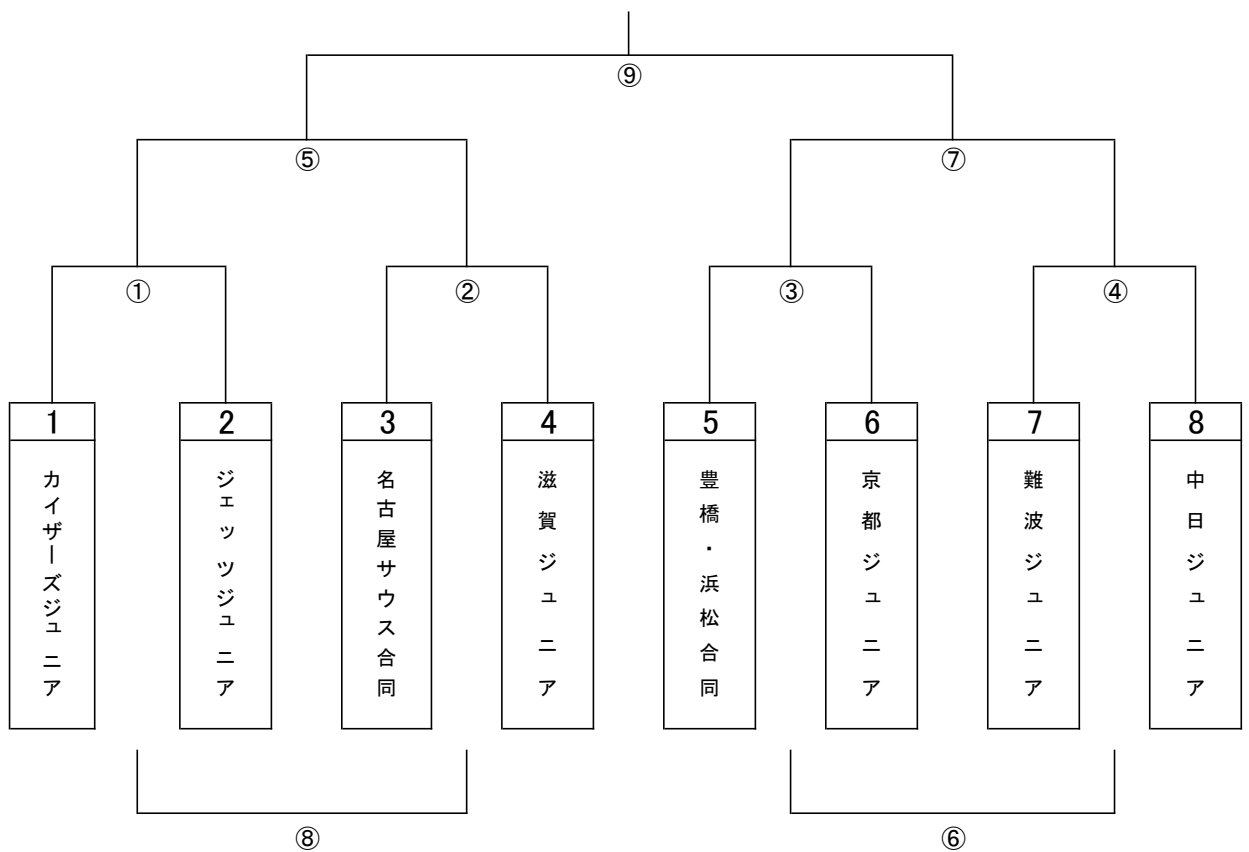 ⑨
⑤
⑦
①
②
③
④
1
2
3
4
5
6
7
8
カイザーズジュニア
ジェッツジュニア
名古屋サウス合同
滋賀ジュニア
豊橋・浜松合同
京都ジュニア
難波ジュニア
中日ジュニア
⑧
⑥